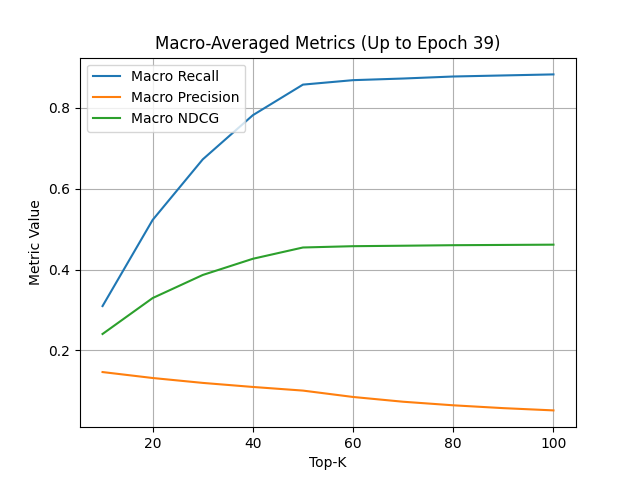 Macro-Averaged Metrics (Up to Epoch 39)
Macro Recall
Macro Precision
Macro NDCG
Metric Value
0.8
0.6
0.4
0.2
20
40
60
80
100
Top-K